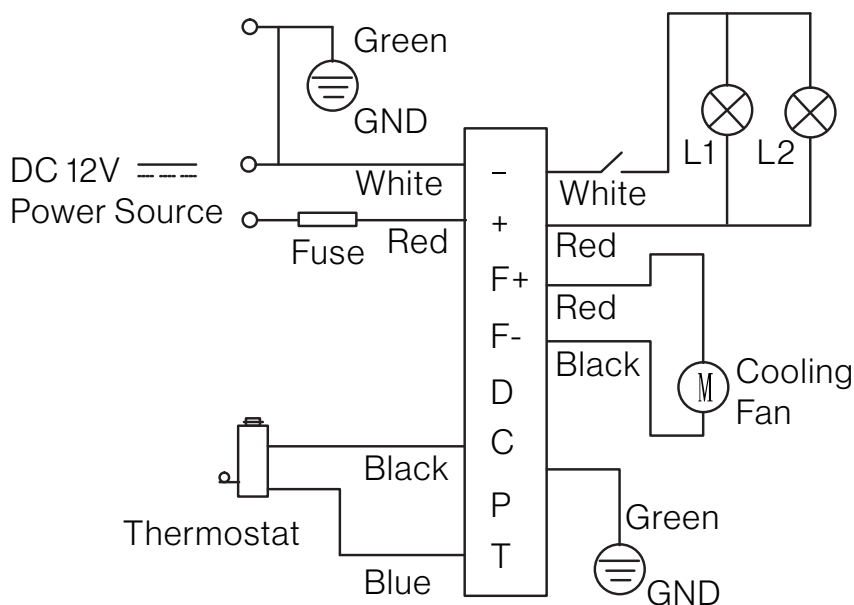 Green
GND
DC 12V
Power Source
White
Fuse
Red
Thermostat
Black
Blue
-
+
F+
F-
D
C
P
T
White
L1
L2
Red
Red
Black
M
Cooling
Fan
Green
GND